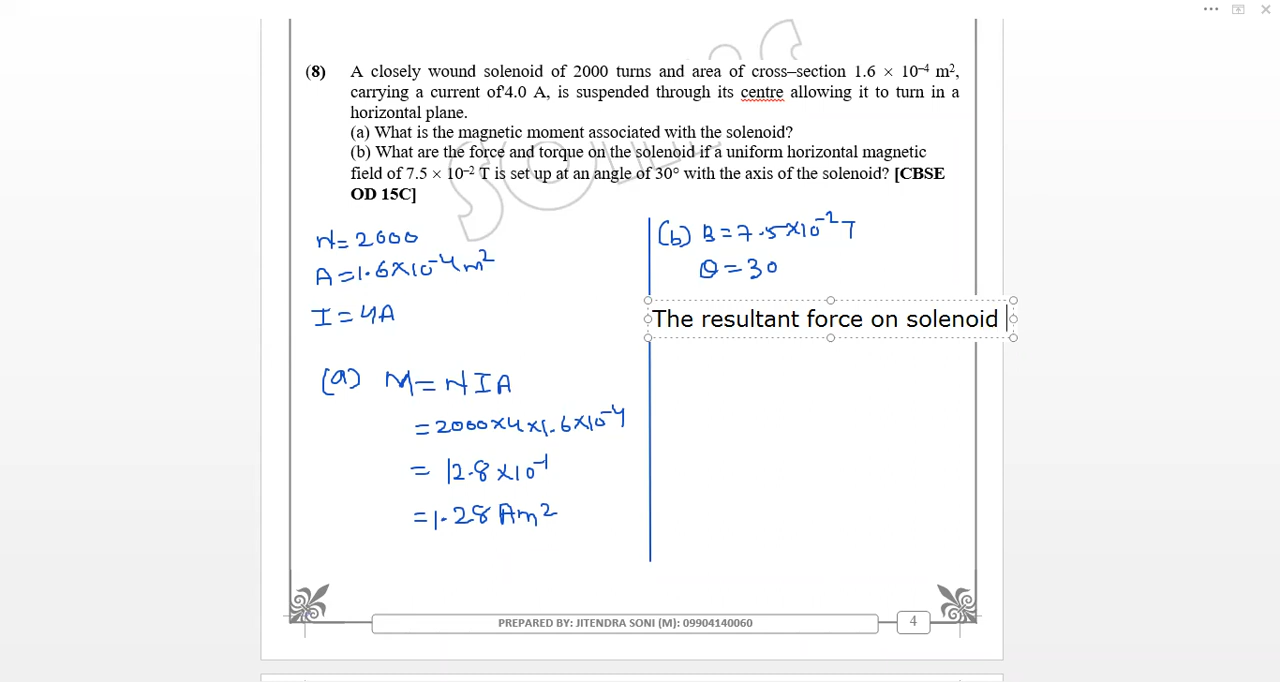 (8) A closely wound solenoid of 2000 turns and area of cross–section 1.6 × 10⁻⁴ m²,
carrying a current of 4.0 A, is suspended through its centre allowing it to turn in a
horizontal plane.
(a) What is the magnetic moment associated with the solenoid?
(b) What are the force and torque on the solenoid if a uniform horizontal magnetic
field of 7.5 × 10⁻² T is set up at an angle of 30° with the axis of the solenoid? [CBSE
OD 15C]
N=2000
A=1.6×10⁻⁴m²
I=4A
(a) M=NIA
=2000×4×1.6×10⁻⁴
= 12.8×10⁻¹
=1.28 Am²
(b) B=7.5×10⁻²T
θ=30
The resultant force on solenoid
PREPARED BY: JITENDRA SONI (M): 09904140060
4